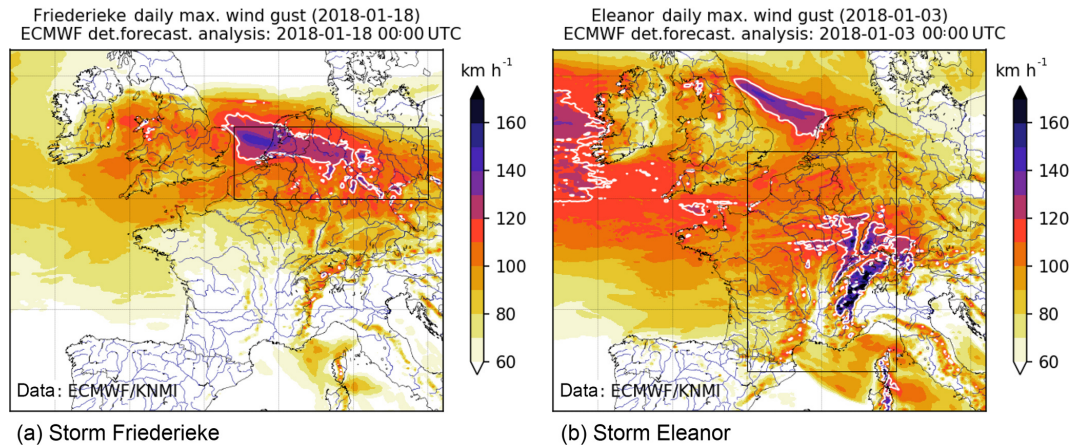 Friederieke daily max. wind gust (2018-01-18)
ECMWF det.forecast. analysis: 2018-01-18 00:00 UTC
km h⁻¹
160
140
120
100
80
60
Data: ECMWF/KNMI
(a) Storm Friederieke
Eleanor daily max. wind gust (2018-01-03)
ECMWF det.forecast. analysis: 2018-01-03 00:00 UTC
km h⁻¹
160
140
120
100
80
60
Data: ECMWF/KNMI
(b) Storm Eleanor